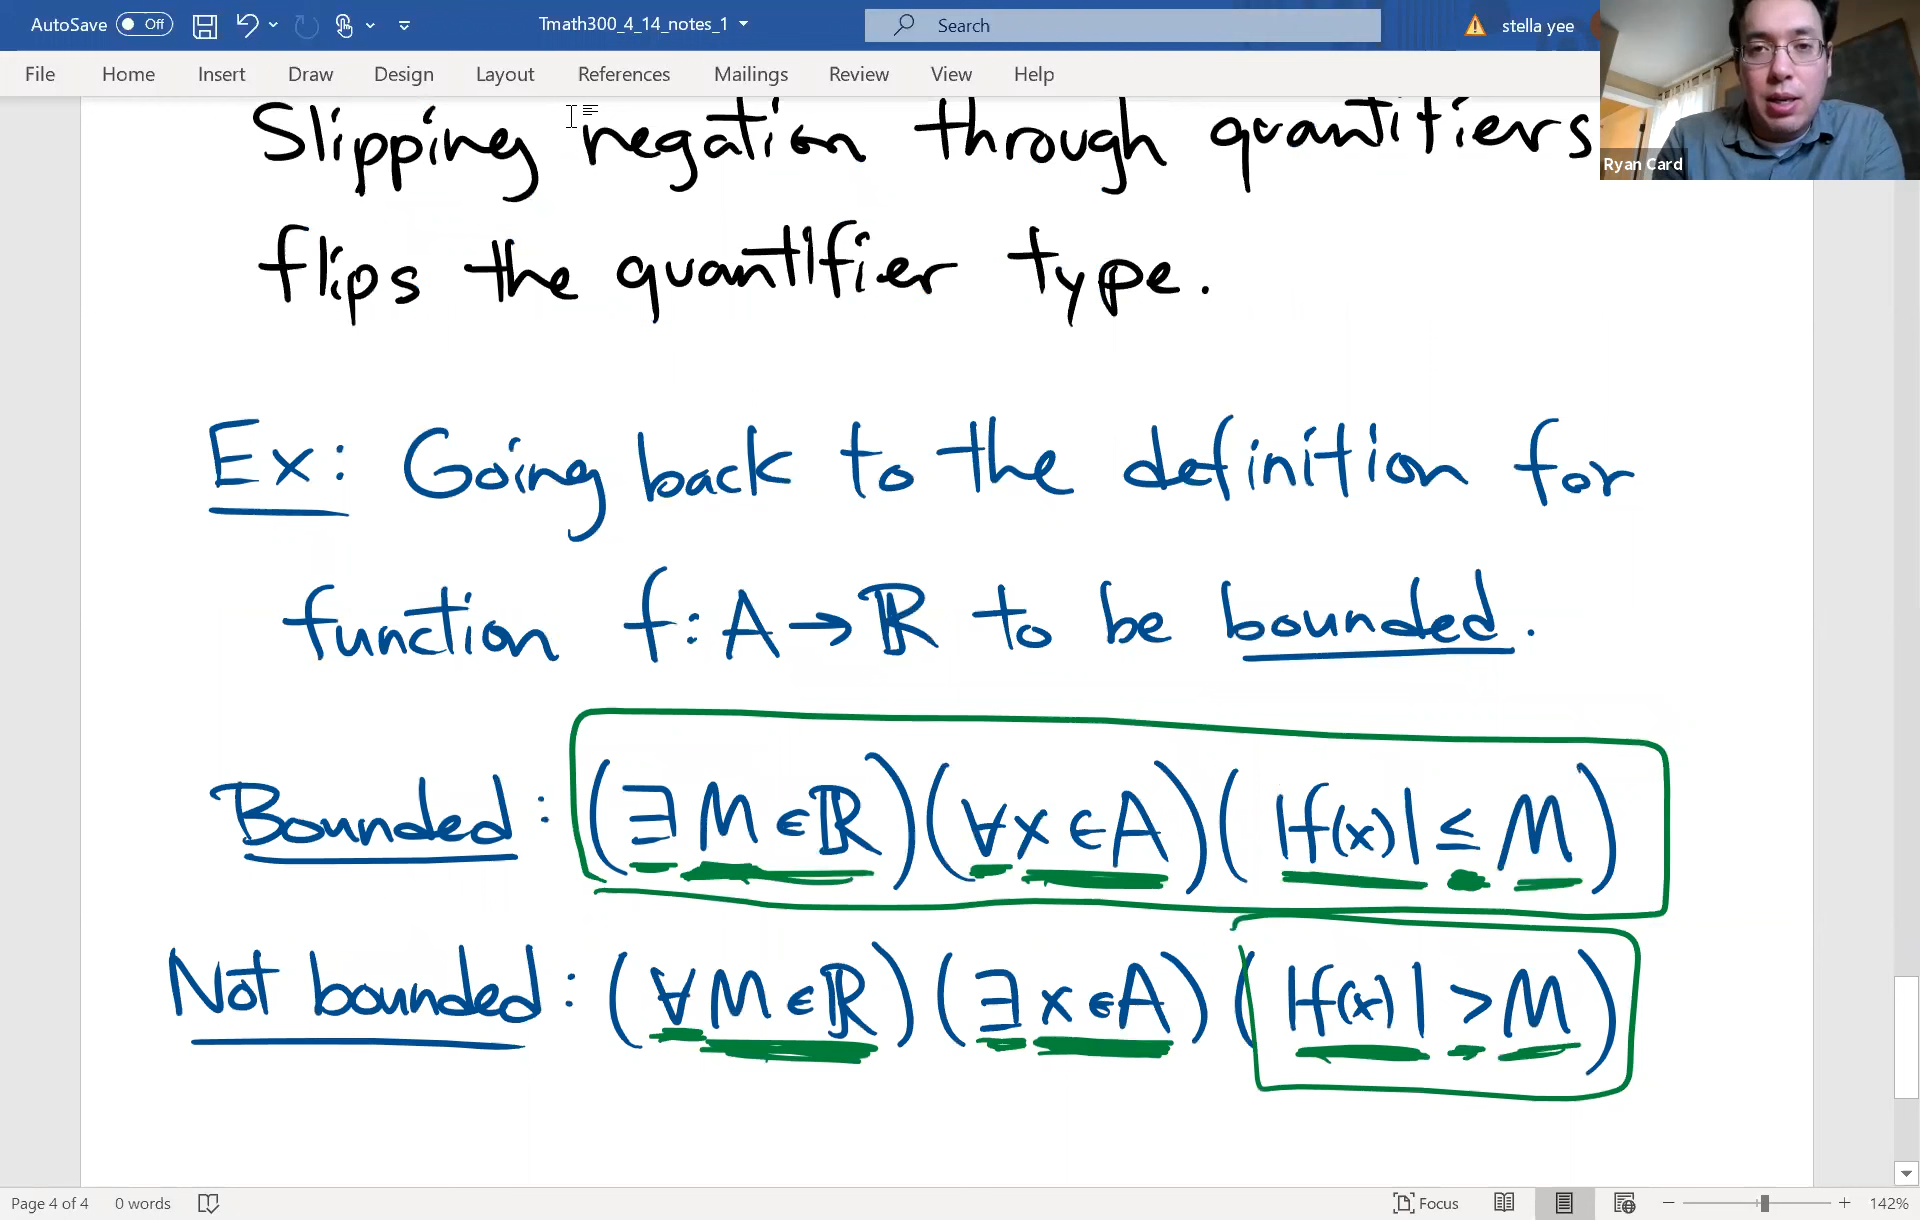 AutoSave Off Tmath300_4_14_notes_1 Search stella yee
File Home Insert Draw Design Layout References Mailings Review View Help
Ryan Card
Slipping negation through quantifiers
flips the quantifier type.
Ex: Going back to the definition for
function f: A → ℝ to be bounded.
Bounded: (∃ M ∈ ℝ)(∀ x ∈ A)(|f(x)| ≤ M)
Not bounded: (∀ M ∈ ℝ)(∃ x ∈ A)(|f(x)| > M)
Page 4 of 4 0 words Focus 142%